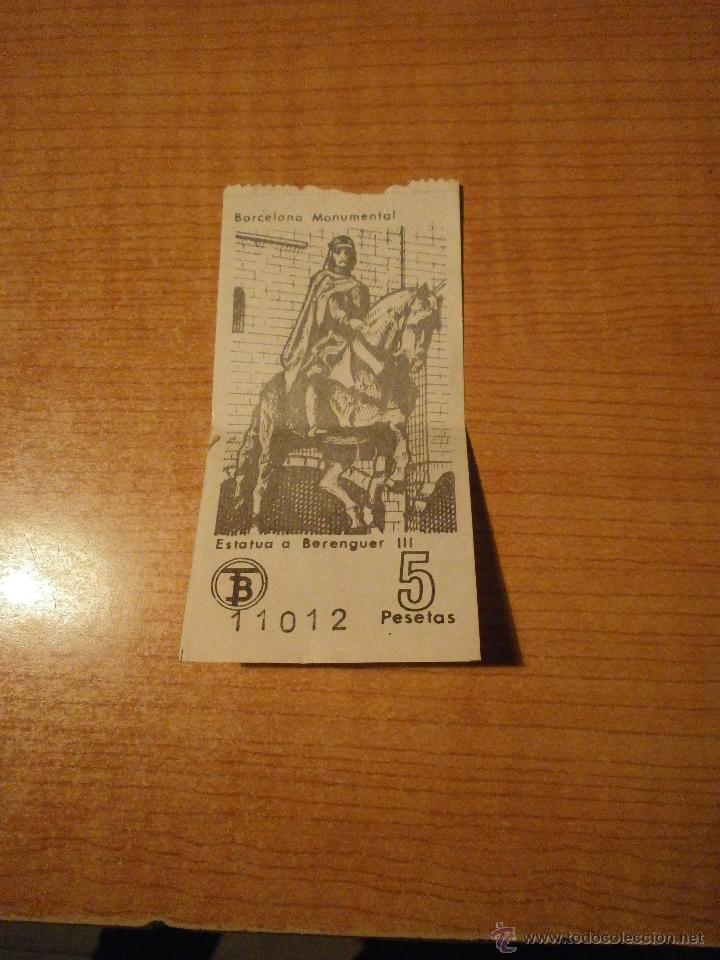 Barcelona Monumental
Estatua a Berenguer III
TB
11012
5
Pesetas
www.todocoleccion.net